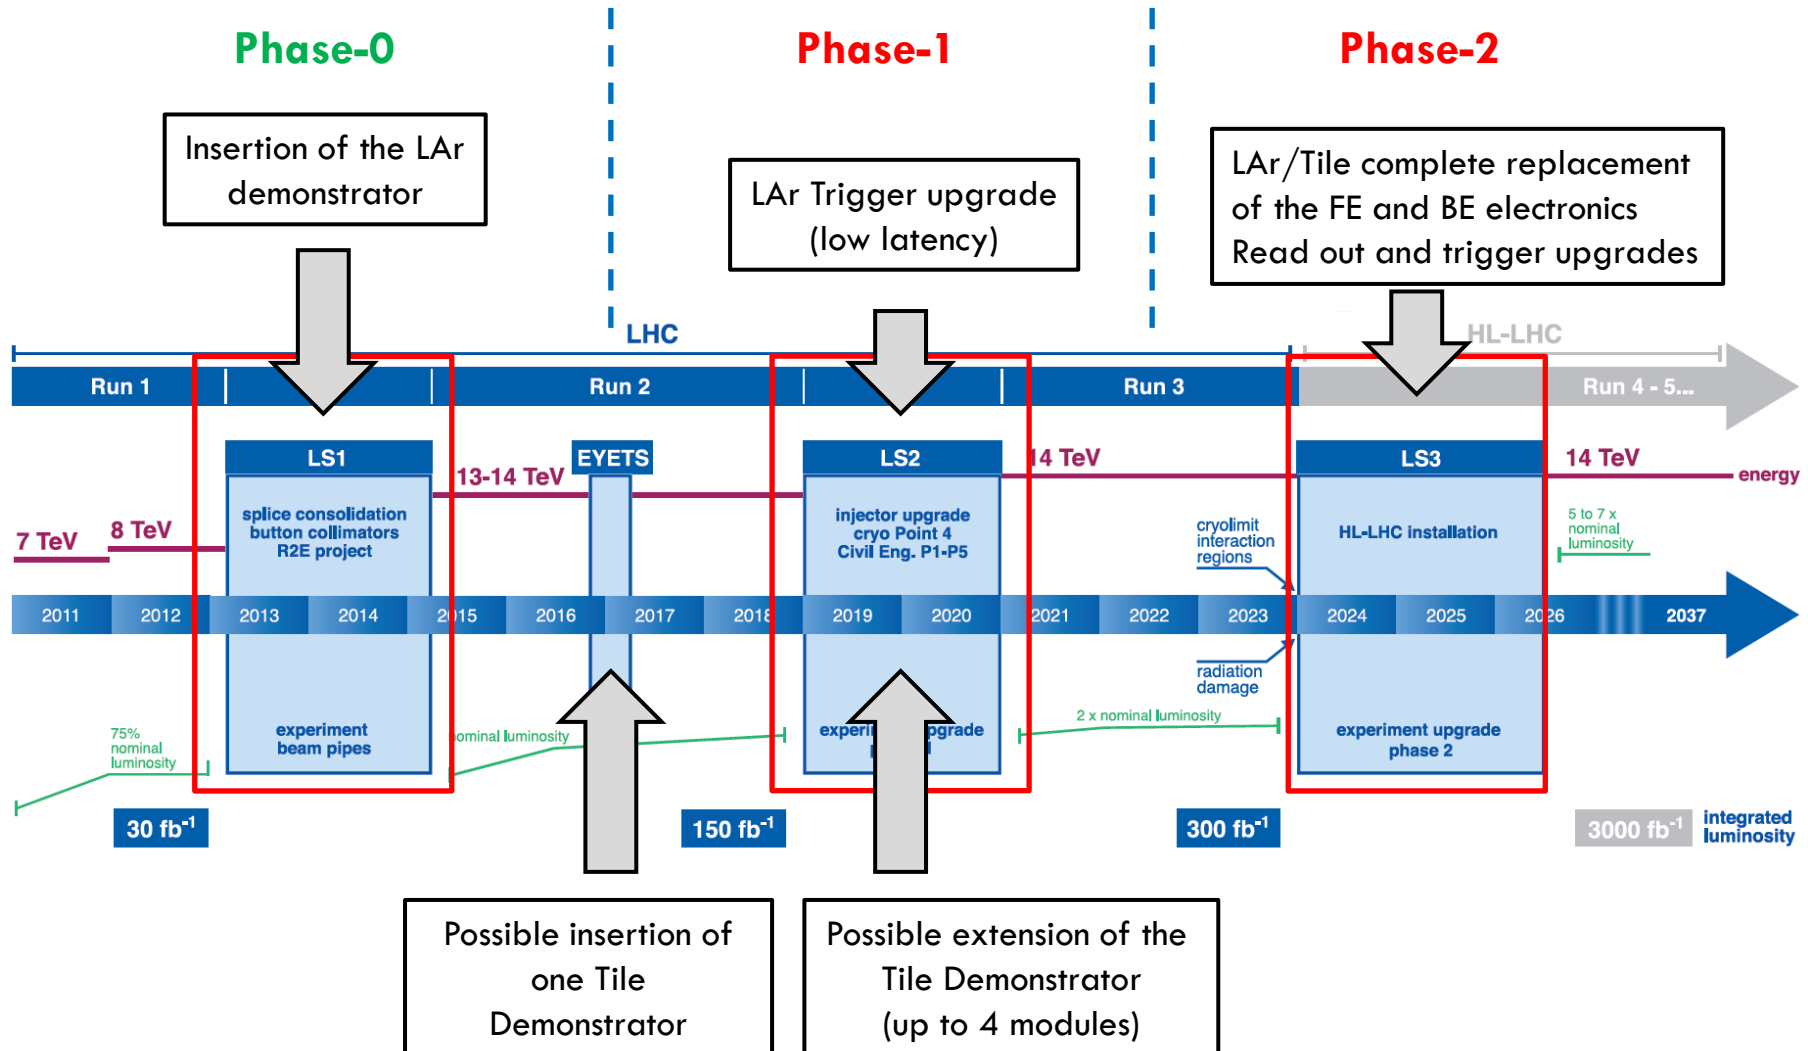 Phase-0
Phase-1
Phase-2
Insertion of the LAr
demonstrator
LAr Trigger upgrade
(low latency)
LAr/Tile complete replacement
of the FE and BE electronics
Read out and trigger upgrades
LHC
HL-LHC
Run 1
Run 2
Run 3
Run 4 - 5...
LS1
EYETS
LS2
LS3
13-14 TeV
14 TeV
14 TeV
energy
7 TeV
8 TeV
splice consolidation
button collimators
R2E project
injector upgrade
cryo Point 4
Civil Eng. P1-P5
cryolimit
interaction
regions
HL-LHC installation
5 to 7 x
nominal
luminosity
2011
2012
2013
2014
2015
2016
2017
2018
2019
2020
2021
2022
2023
2024
2025
2026
2037
radiation
damage
75%
nominal
luminosity
experiment
beam pipes
nominal luminosity
upgrade
2 x nominal luminosity
experiment upgrade
phase 2
30 fb⁻¹
150 fb⁻¹
300 fb⁻¹
3000 fb⁻¹
integrated
luminosity
Possible insertion of
one Tile
Demonstrator
Possible extension of the
Tile Demonstrator
(up to 4 modules)